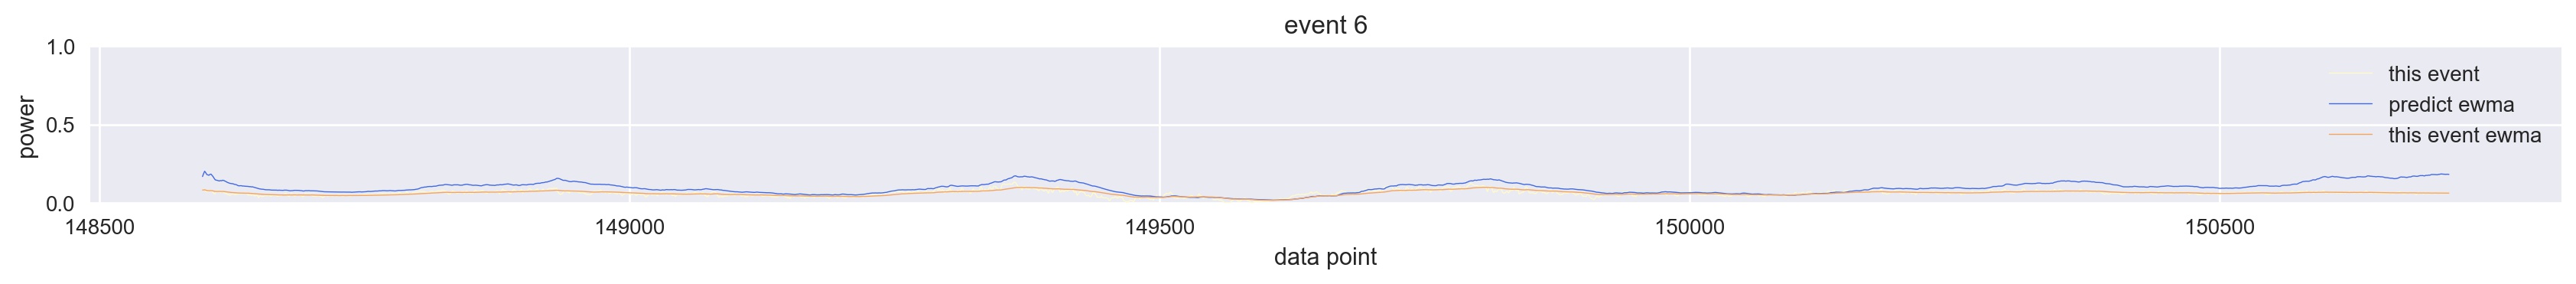 event 6
1.0
0.5
0.0
power
this event
predict ewma
this event ewma
148500 149000 149500 150000 150500
data point